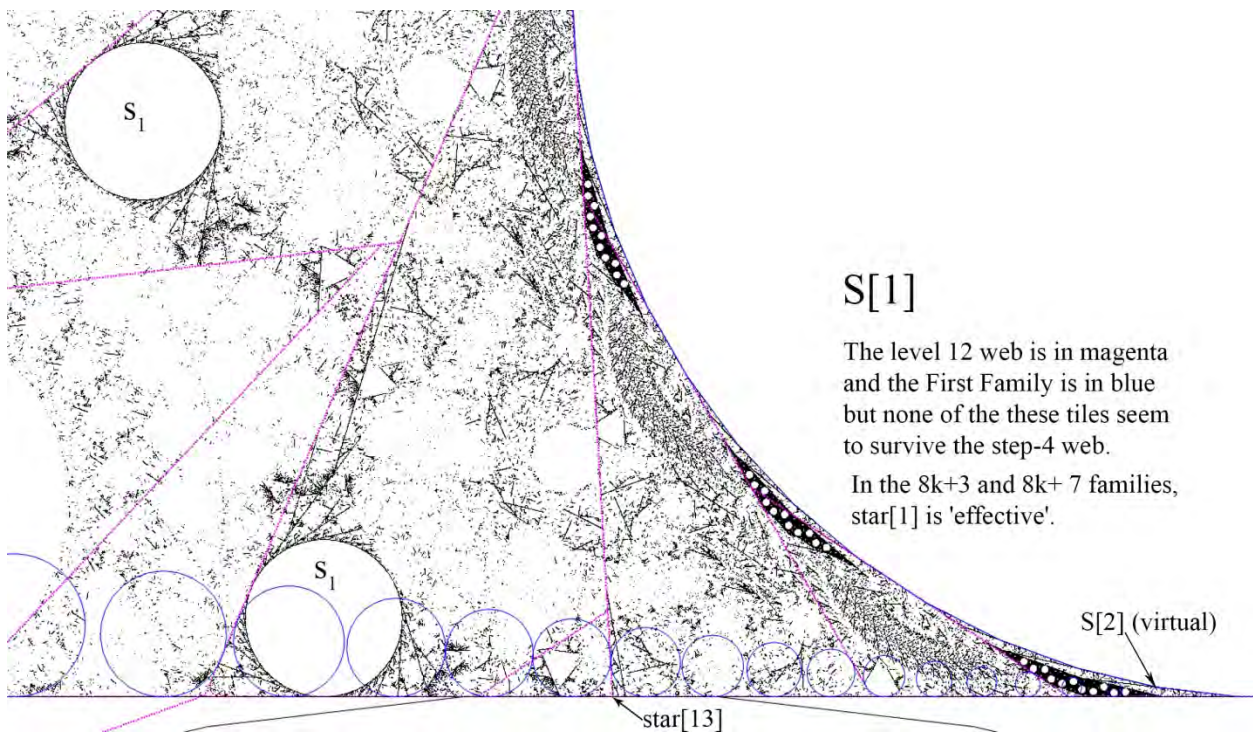 S₁
S[1]
The level 12 web is in magenta
and the First Family is in blue
but none of the these tiles seem
to survive the step-4 web.
In the 8k+3 and 8k+ 7 families,
star[1] is 'effective'.
S₁
S[2] (virtual)
star[13]